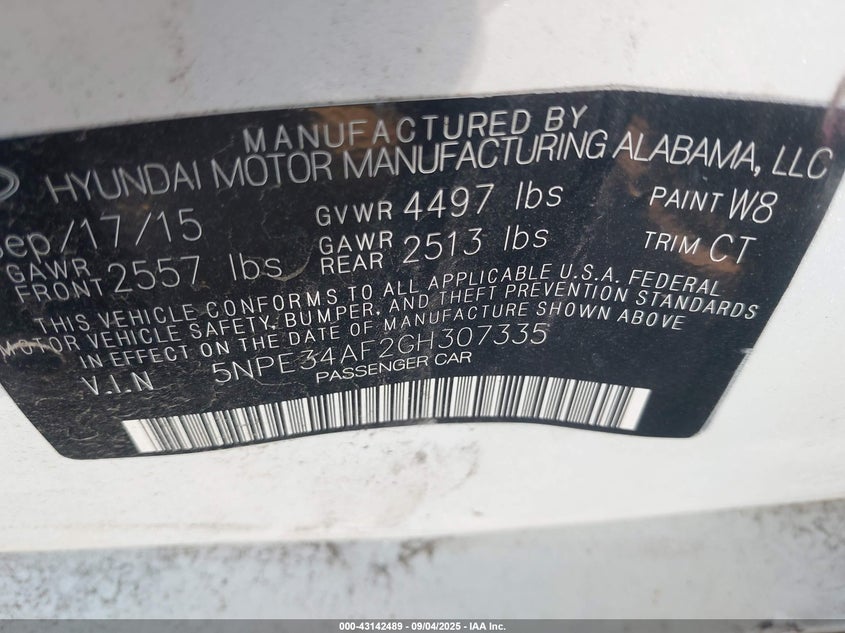 MANUFACTURED BY
HYUNDAI MOTOR MANUFACTURING ALABAMA, LLC
Sep/17/15 GVWR 4497 lbs PAINT W8
GAWR FRONT 2557 lbs GAWR REAR 2513 lbs TRIM CT
THIS VEHICLE CONFORMS TO ALL APPLICABLE U.S.A. FEDERAL
MOTOR VEHICLE SAFETY, BUMPER, AND THEFT PREVENTION STANDARDS
IN EFFECT ON THE DATE OF MANUFACTURE SHOWN ABOVE
V.I.N 5NPE34AF2GH307335
PASSENGER CAR
000-43142489 - 09/04/2025 - IAA Inc.